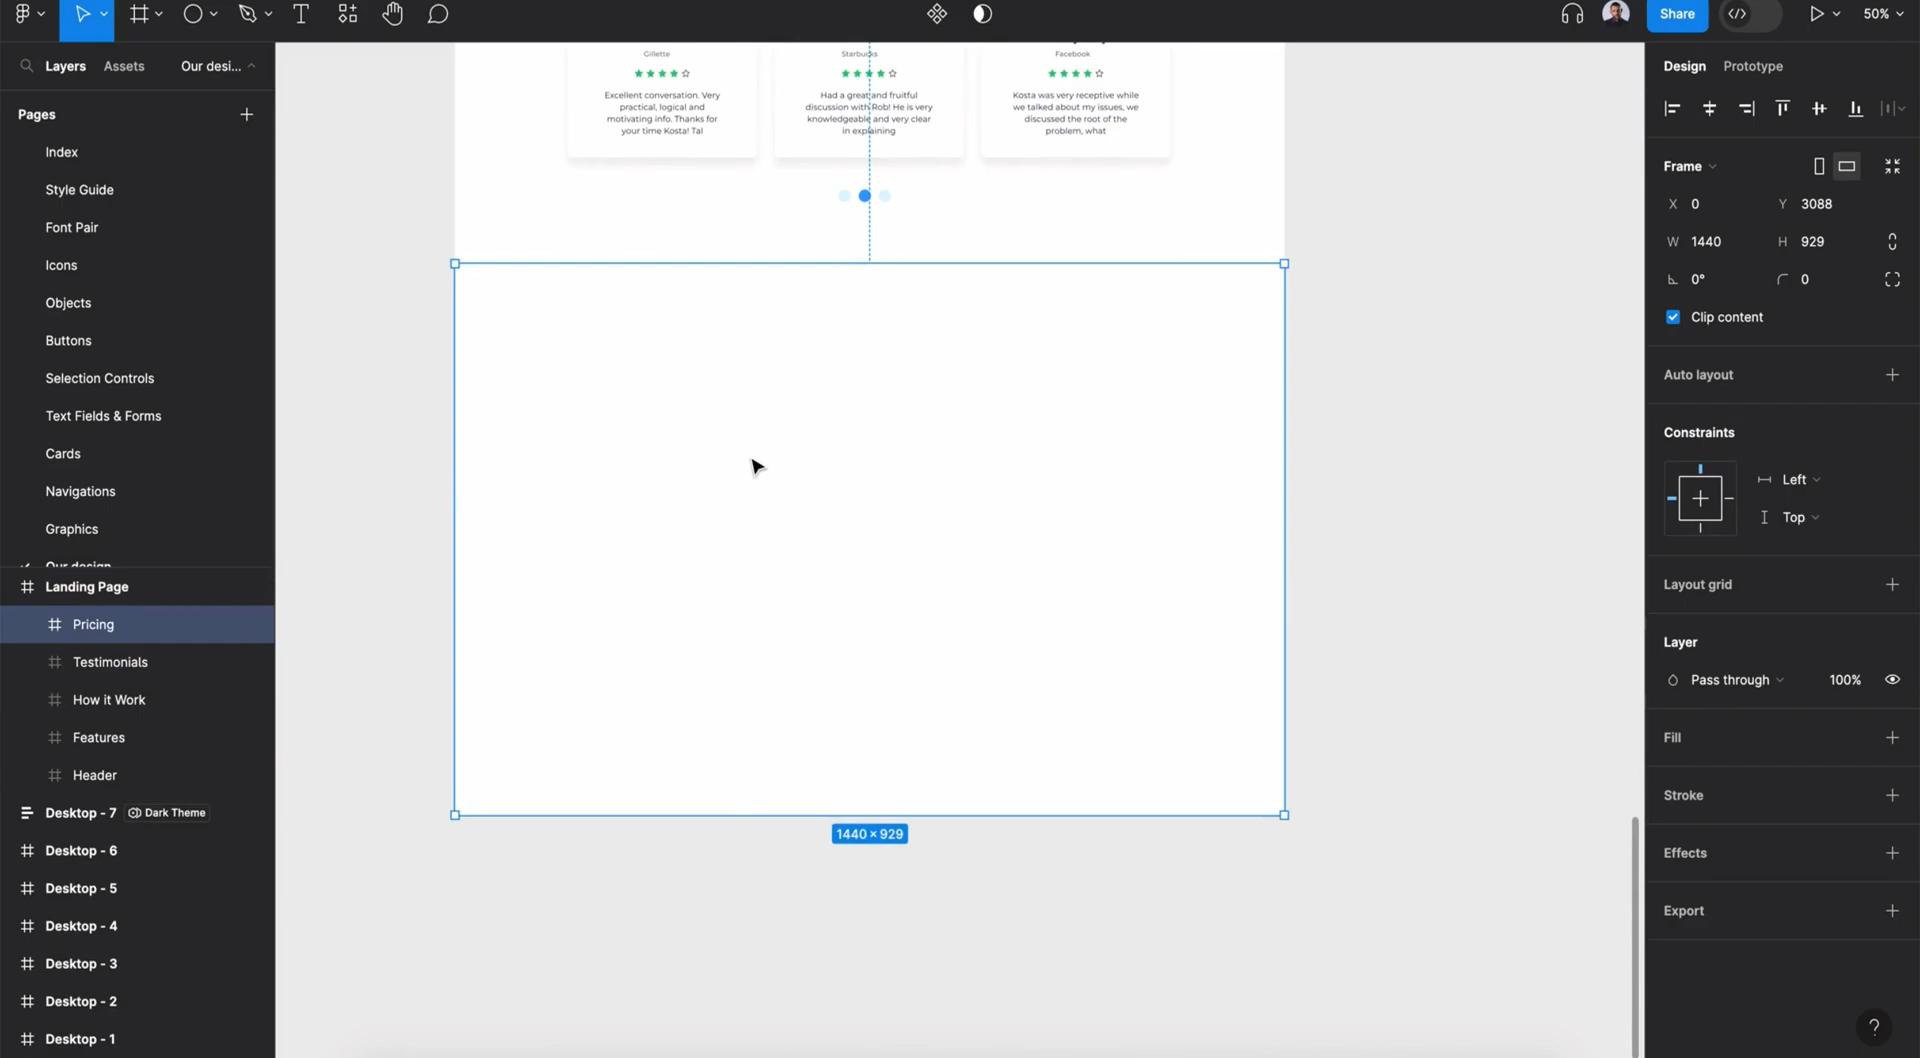 Share
50%
Layers
Assets
Our desi...
Pages
Index
Style Guide
Font Pair
Icons
Objects
Buttons
Selection Controls
Text Fields & Forms
Cards
Navigations
Graphics
Our design
Landing Page
Pricing
Testimonials
How it Work
Features
Header
Desktop - 7
Dark Theme
Desktop - 6
Desktop - 5
Desktop - 4
Desktop - 3
Desktop - 2
Desktop - 1
Gillette
Excellent conversation. Very
practical, logical and
motivating info. Thanks for
your time Kosta! Tal
Starbucks
Had a great and fruitful
discussion with Rob! He is very
knowledgeable and very clear
in explaining
Facebook
Kosta was very receptive while
we talked about my issues, we
discussed the root of the
problem, what
1440 × 929
Design
Prototype
Frame
X 0
Y 3088
W 1440
H 929
0°
0
Clip content
Auto layout
Constraints
Left
Top
Layout grid
Layer
Pass through
100%
Fill
Stroke
Effects
Export
?